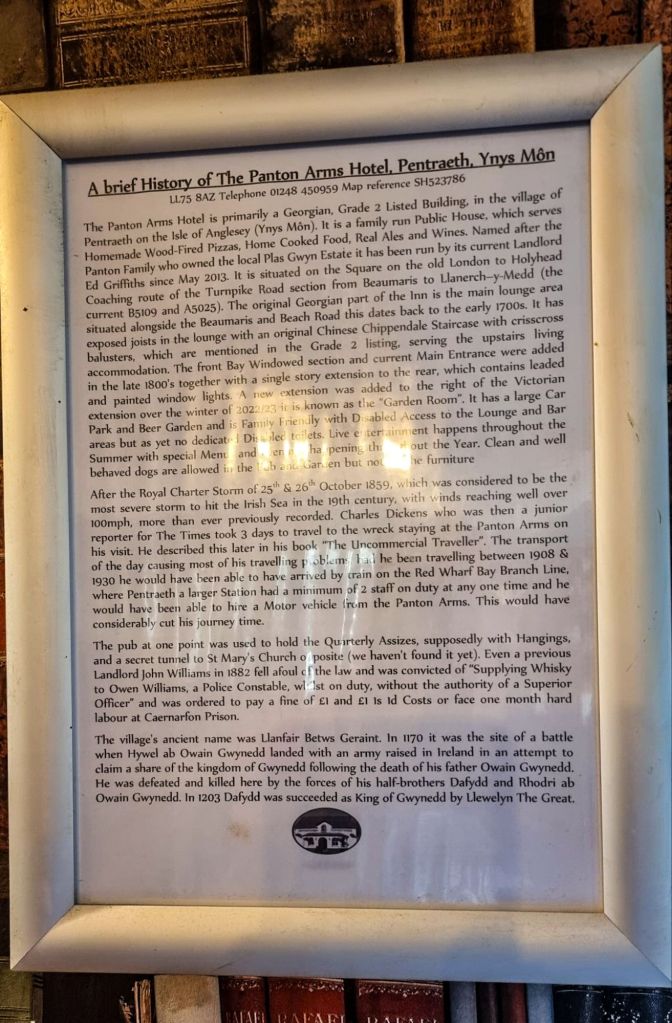 A brief History of The Panton Arms Hotel, Pentraeth, Ynys Môn
LL75 8AZ Telephone 01248 450959 Map reference SH523786
The Panton Arms Hotel is primarily a Georgian, Grade 2 Listed Building, in the village of
Pentraeth on the Isle of Anglesey (Ynys Môn). It is a family run Public House, which serves
Homemade Wood-Fired Pizzas, Home Cooked Food, Real Ales and Wines. Named after the
Panton Family who owned the local Plas Gwyn Estate it has been run by its current Landlord
Ed Griffiths since May 2013. It is situated on the Square on the old London to Holyhead
Coaching route of the Turnpike Road section from Beaumaris to Llanerch–y-Medd (the
current B5109 and A5025). The original Georgian part of the Inn is the main lounge area
situated alongside the Beaumaris and Beach Road this dates back to the early 1700s. It has
exposed joists in the lounge with an original Chinese Chippendale Staircase with crisscross
balusters, which are mentioned in the Grade 2 listing, serving the upstairs living
accommodation. The front Bay Windowed section and current Main Entrance were added
in the late 1800's together with a single story extension to the rear, which contains leaded
and painted window lights. A new extension was added to the right of the Victorian
extension over the winter of 2022/23 it is known as the "Garden Room". It has a large Car
Park and Beer Garden and is Family Friendly with Disabled Access to the Lounge and Bar
areas but as yet no dedicated Disabled toilets. Live entertainment happens throughout the
Summer with special Menus and happening out the Year. Clean and well
behaved dogs are allowed in the Pub and Garden but the furniture
After the Royal Charter Storm of 25th & 26th October 1859, which was considered to be the
most severe storm to hit the Irish Sea in the 19th century, with winds reaching well over
100mph, more than ever previously recorded. Charles Dickens who was then a junior
reporter for The Times took 3 days to travel to the wreck staying at the Panton Arms on
his visit. He described this later in his book "The Uncommercial Traveller". The transport
of the day causing most of his travelling problems had he been travelling between 1908 &
1930 he would have been able to have arrived by train on the Red Wharf Bay Branch Line,
where Pentraeth a larger Station had a minimum of 2 staff on duty at any one time and he
would have been able to hire a Motor vehicle from the Panton Arms. This would have
considerably cut his journey time.
The pub at one point was used to hold the Quarterly Assizes, supposedly with Hangings,
and a secret tunnel to St Mary's Church opposite (we haven't found it yet). Even a previous
Landlord John Williams in 1882 fell afoul of the law and was convicted of "Supplying Whisky
to Owen Williams, a Police Constable, whilst on duty, without the authority of a Superior
Officer" and was ordered to pay a fine of £1 and £1 1s 1d Costs or face one month hard
labour at Caernarfon Prison.
The village's ancient name was Llanfair Betws Geraint. In 1170 it was the site of a battle
when Hywel ab Owain Gwynedd landed with an army raised in Ireland in an attempt to
claim a share of the kingdom of Gwynedd following the death of his father Owain Gwynedd.
He was defeated and killed here by the forces of his half-brothers Dafydd and Rhodri ab
Owain Gwynedd. In 1203 Dafydd was succeeded as King of Gwynedd by Llewelyn The Great.